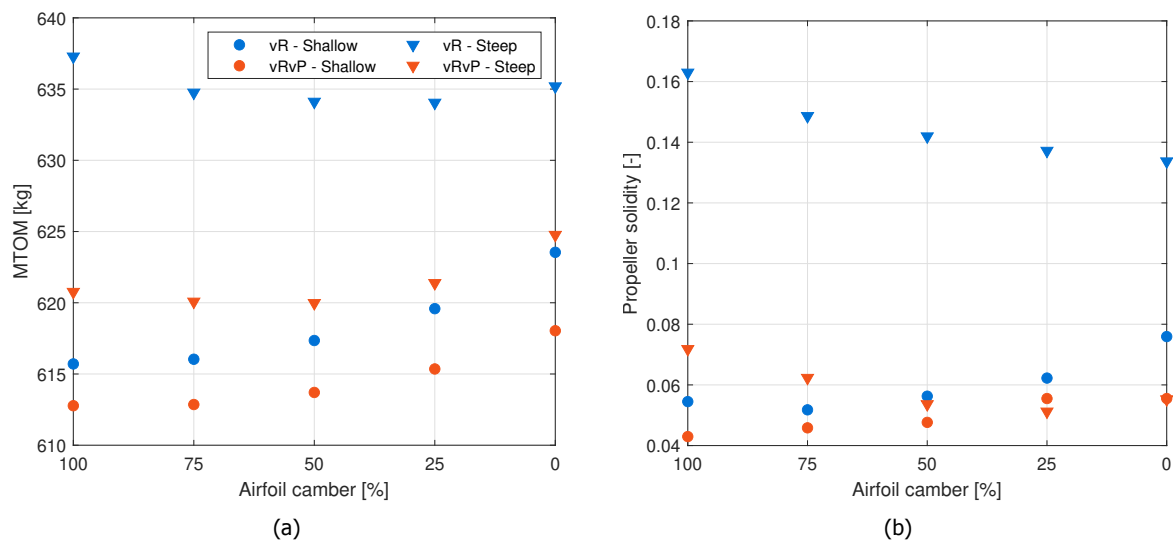 640
635
630
625
620
615
610
MTOM [kg]
vR - Shallow
vR - Steep
vRvP - Shallow
vRvP - Steep
100
75
50
25
0
Airfoil camber [%]
(a)
0.18
0.16
0.14
0.12
0.1
0.08
0.06
0.04
Propeller solidity [-]
100
75
50
25
0
Airfoil camber [%]
(b)